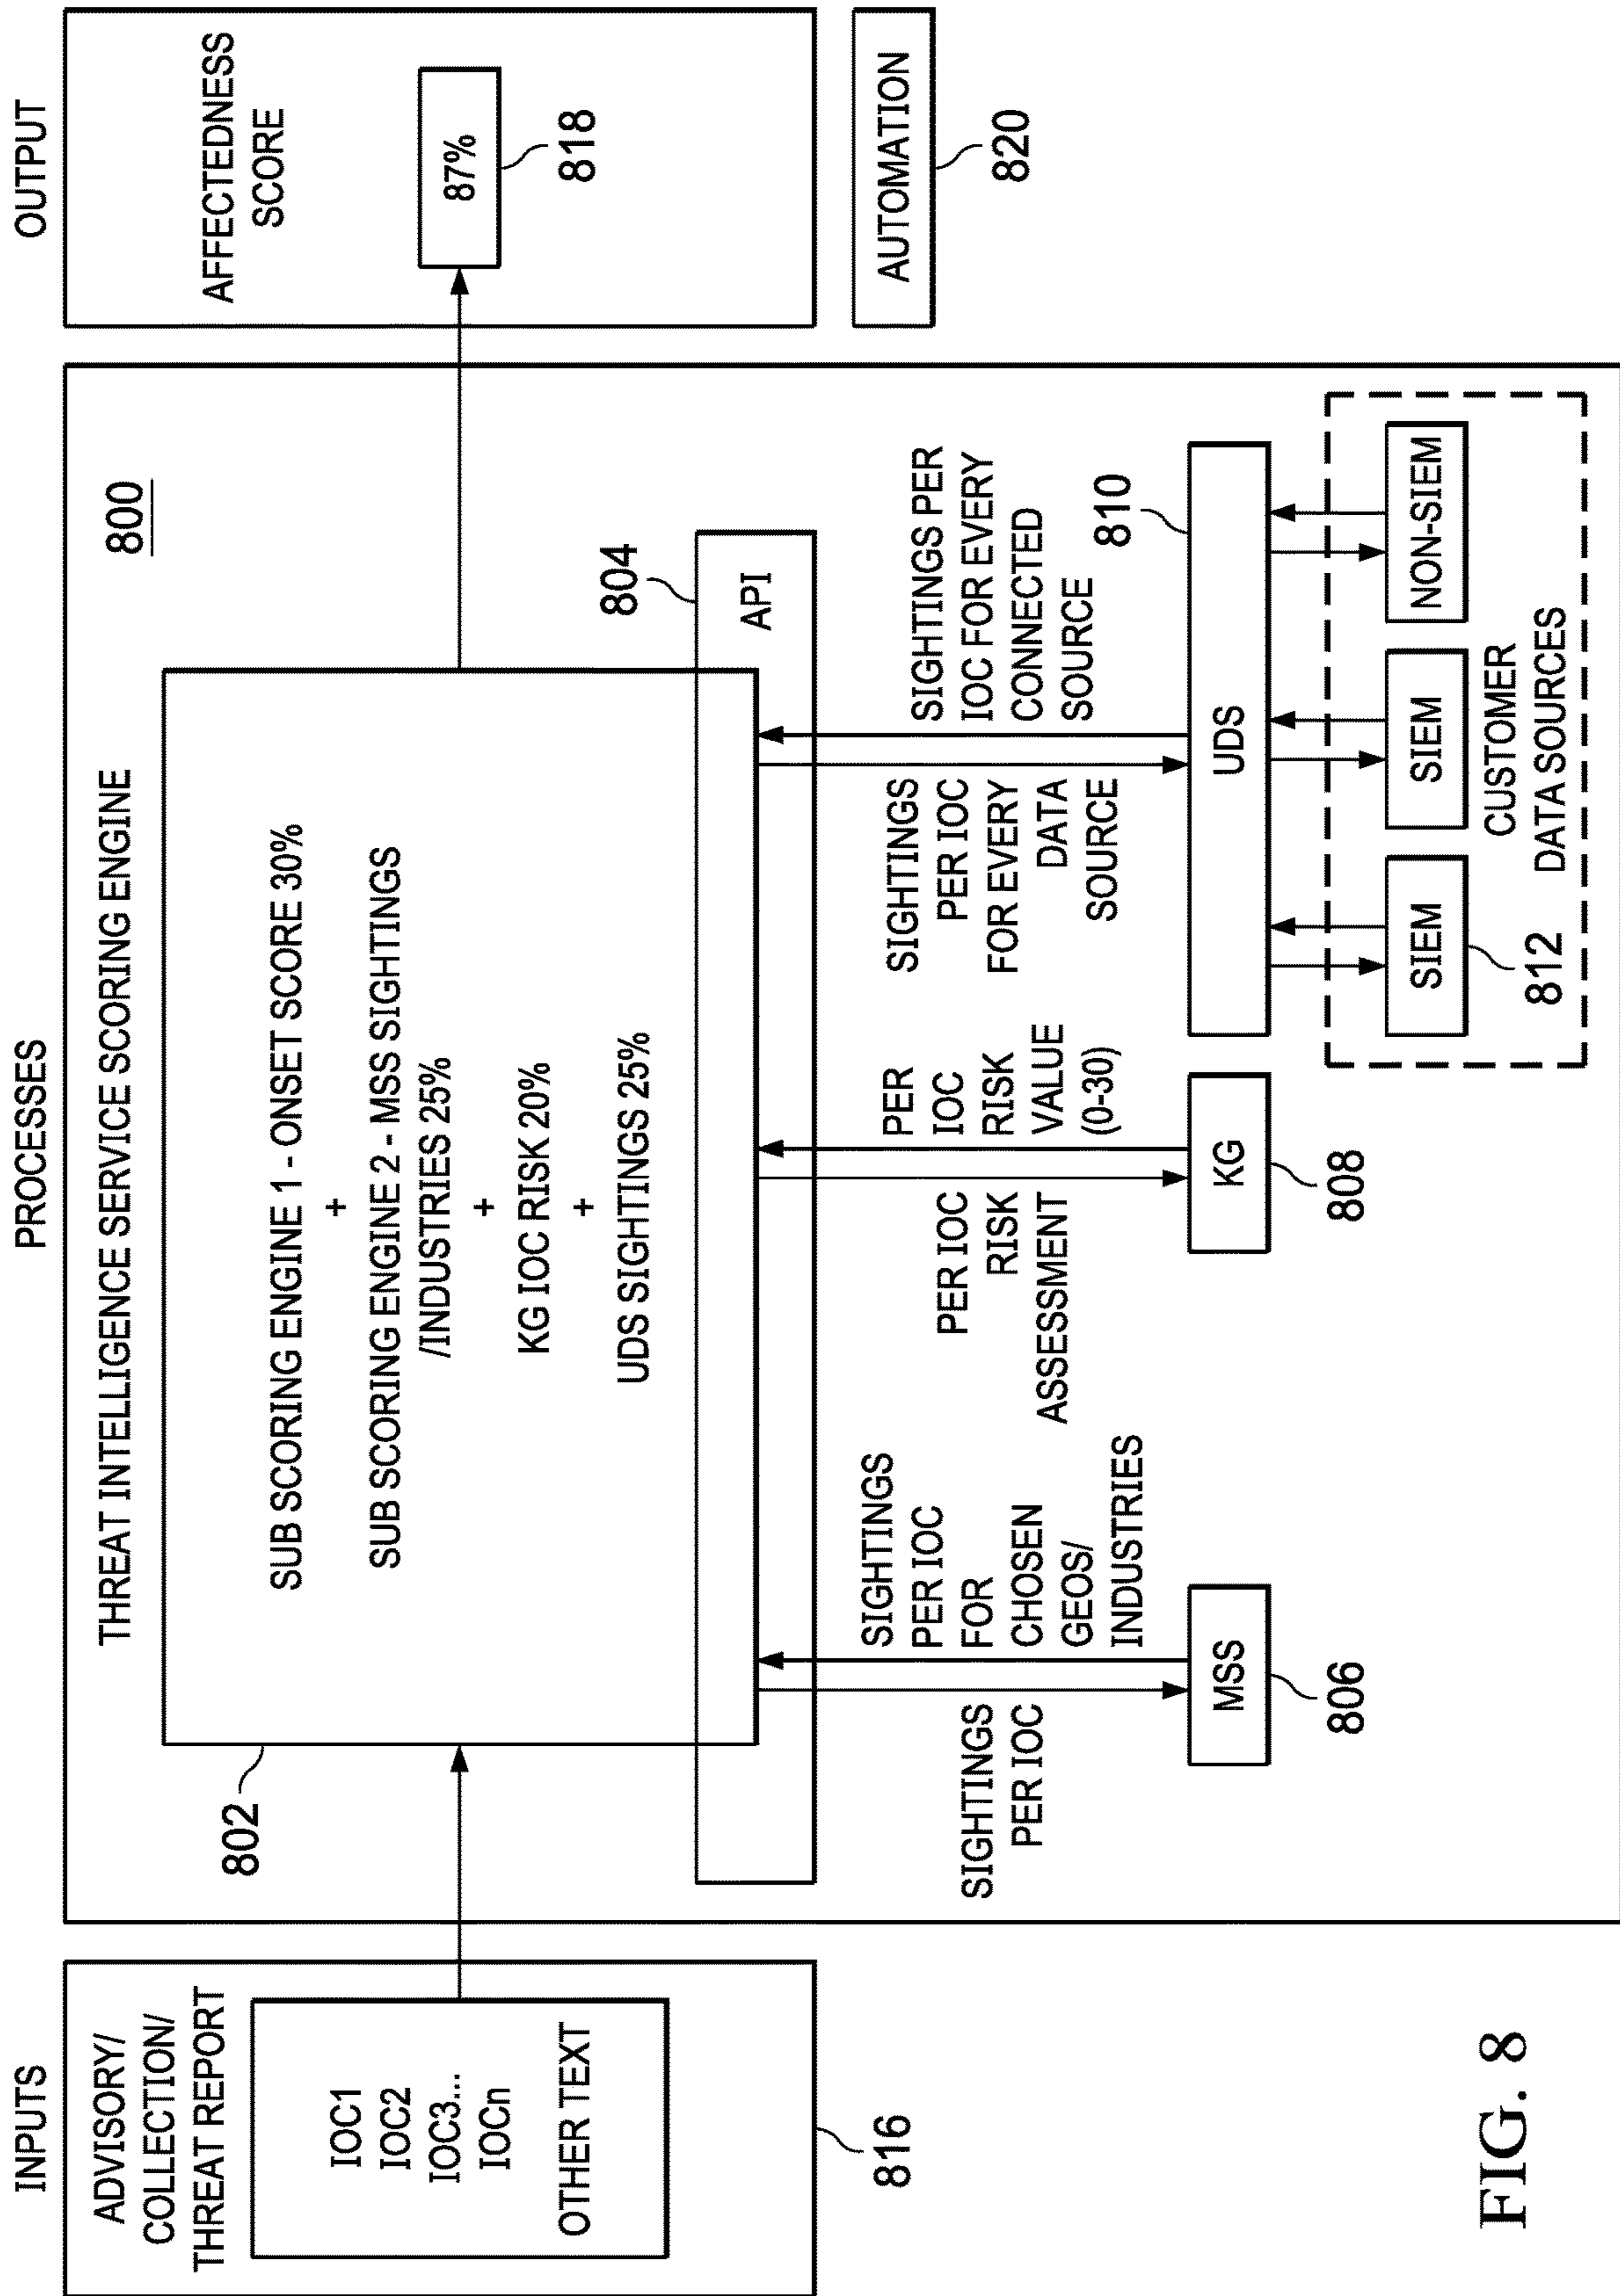 INPUTS
ADVISORY/
COLLECTION/
THREAT REPORT
IOC1
IOC2
IOC3...
IOCn
OTHER TEXT
816
PROCESSES
THREAT INTELLIGENCE SERVICE SCORING ENGINE
800
802
SUB SCORING ENGINE 1 - ONSET SCORE 30%
+
SUB SCORING ENGINE 2 - MSS SIGHTINGS
/INDUSTRIES 25%
+
KG IOC RISK 20%
+
UDS SIGHTINGS 25%
804
API
SIGHTINGS
PER IOC
SIGHTINGS
PER IOC
FOR
CHOSEN
GEOS/
INDUSTRIES
MSS
806
PER IOC
RISK
ASSESSMENT
PER
IOC
RISK
VALUE
(0-30)
KG
808
SIGHTINGS
PER IOC
FOR EVERY
DATA
SOURCE
SIGHTINGS PER
IOC FOR EVERY
CONNECTED
SOURCE
810
UDS
SIEM
812
SIEM
NON-SIEM
CUSTOMER
DATA SOURCES
OUTPUT
AFFECTEDNESS
SCORE
87%
818
AUTOMATION
820
FIG. 8